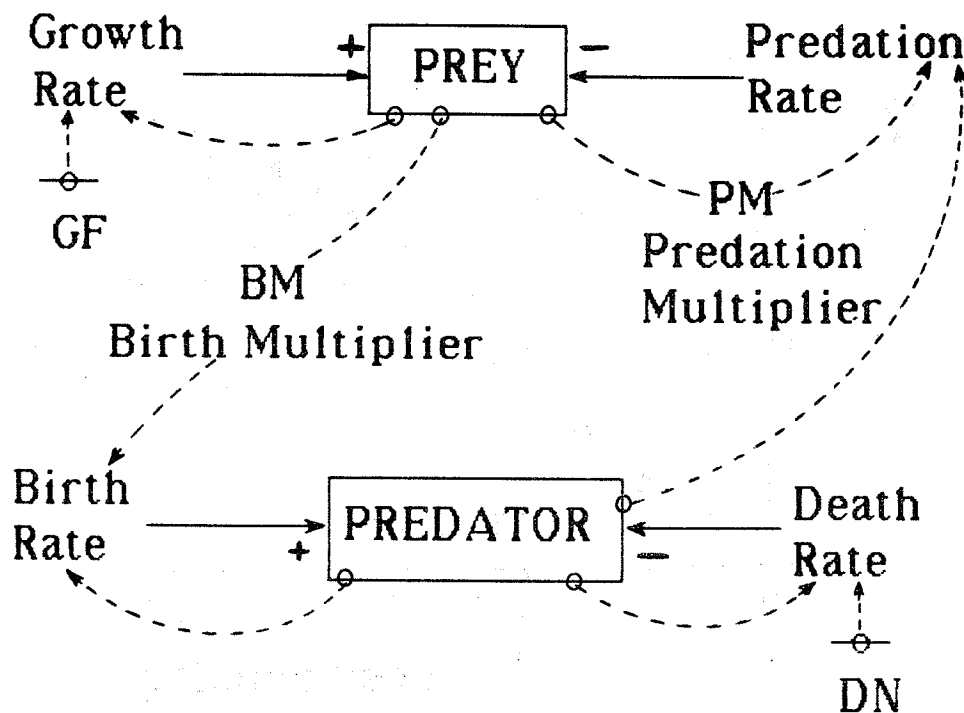 Growth
Rate
+
PREY
−
Predation
Rate
GF
PM
Predation
Multiplier
BM
Birth Multiplier
Birth
Rate
+
PREDATOR
−
Death
Rate
DN